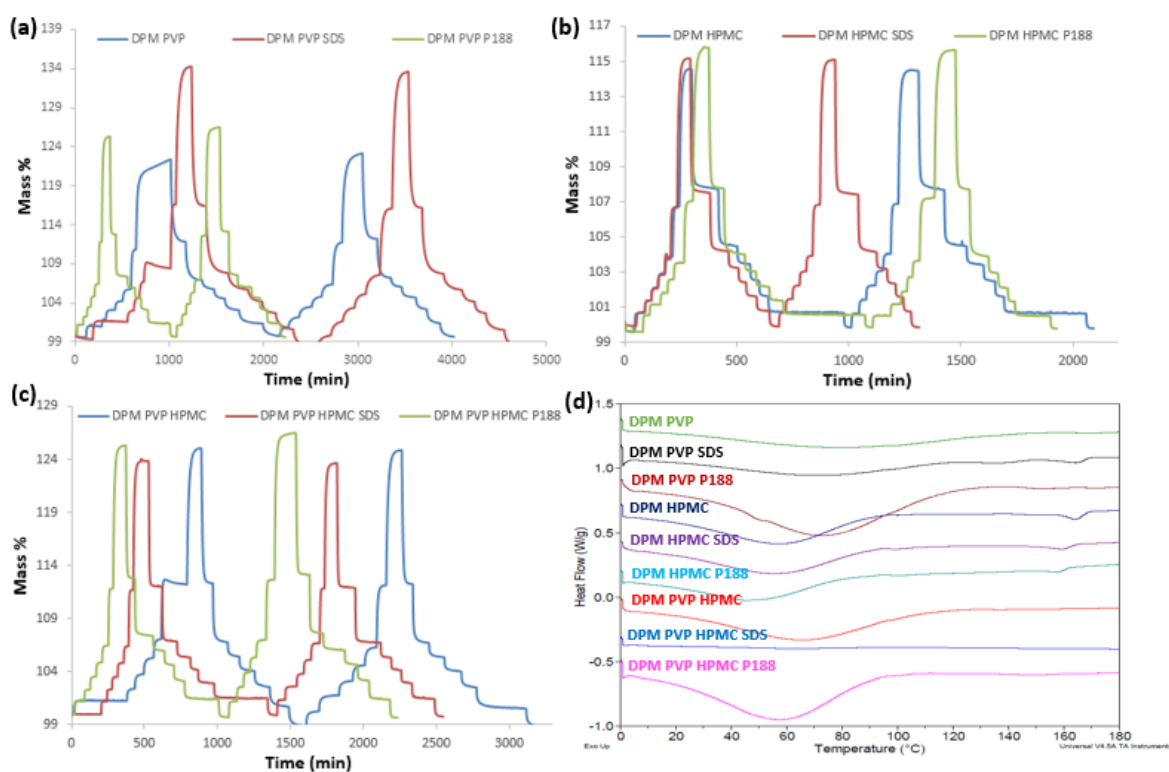 (a)
DPM PVP DPM PVP SDS DPM PVP P188
139
134
129
124
119
114
109
104
99
Mass %
0 1000 2000 3000 4000 5000
Time (min)
(b)
DPM HPMC DPM HPMC SDS DPM HPMC P188
117
115
113
111
109
107
105
103
101
99
Mass %
0 500 1000 1500 2000
Time (min)
(c)
DPM PVP HPMC DPM PVP HPMC SDS DPM PVP HPMC P188
129
124
119
114
109
104
99
Mass %
0 500 1000 1500 2000 2500 3000
Time (min)
(d)
1.5
1.0
0.5
0.0
-0.5
-1.0
Heat Flow (W/g)
DPM PVP
DPM PVP SDS
DPM PVP P188
DPM HPMC
DPM HPMC SDS
DPM HPMC P188
DPM PVP HPMC
DPM PVP HPMC SDS
DPM PVP HPMC P188
0 20 40 60 80 100 120 140 160 180
Exo Up
Temperature (°C)
Universal V4.5A TA Instrument